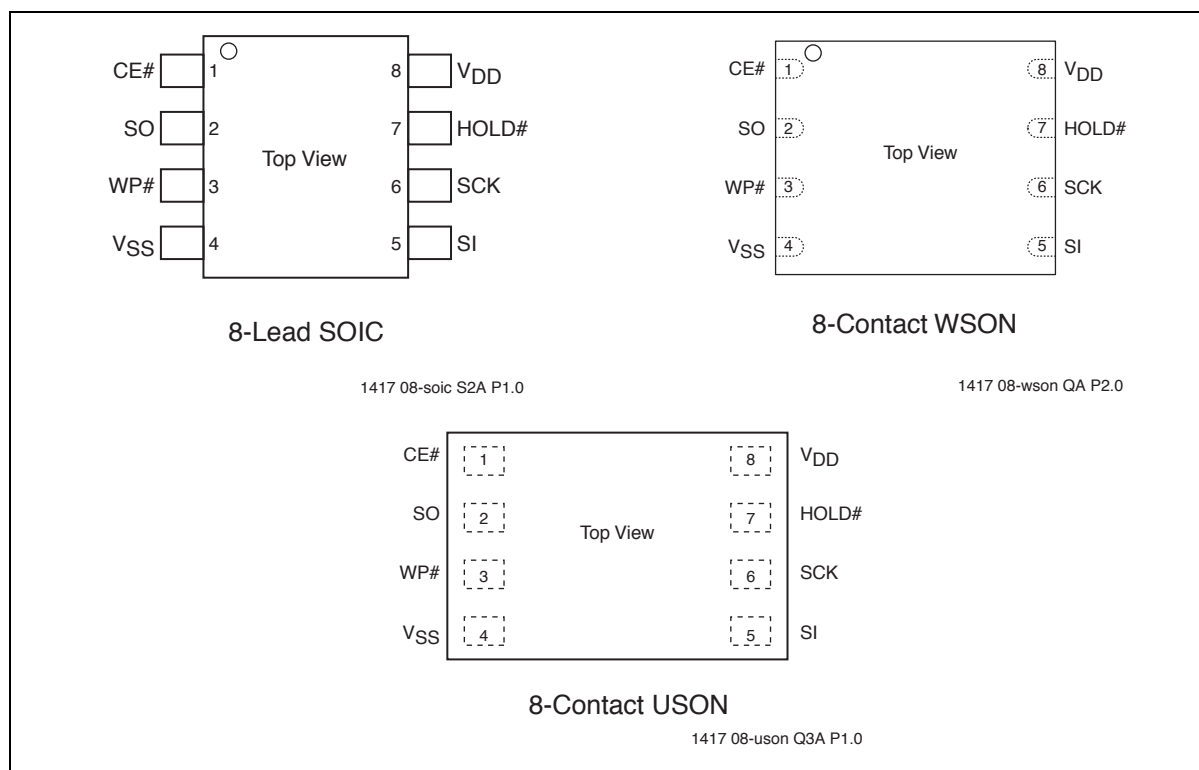 CE# 1 8 VDD
SO 2 7 HOLD#
Top View
WP# 3 6 SCK
VSS 4 5 SI
8-Lead SOIC
1417 08-soic S2A P1.0
CE# 1 8 VDD
SO 2 7 HOLD#
Top View
WP# 3 6 SCK
VSS 4 5 SI
8-Contact WSON
1417 08-wson QA P2.0
CE# 1 8 VDD
SO 2 7 HOLD#
Top View
WP# 3 6 SCK
VSS 4 5 SI
8-Contact USON
1417 08-uson Q3A P1.0